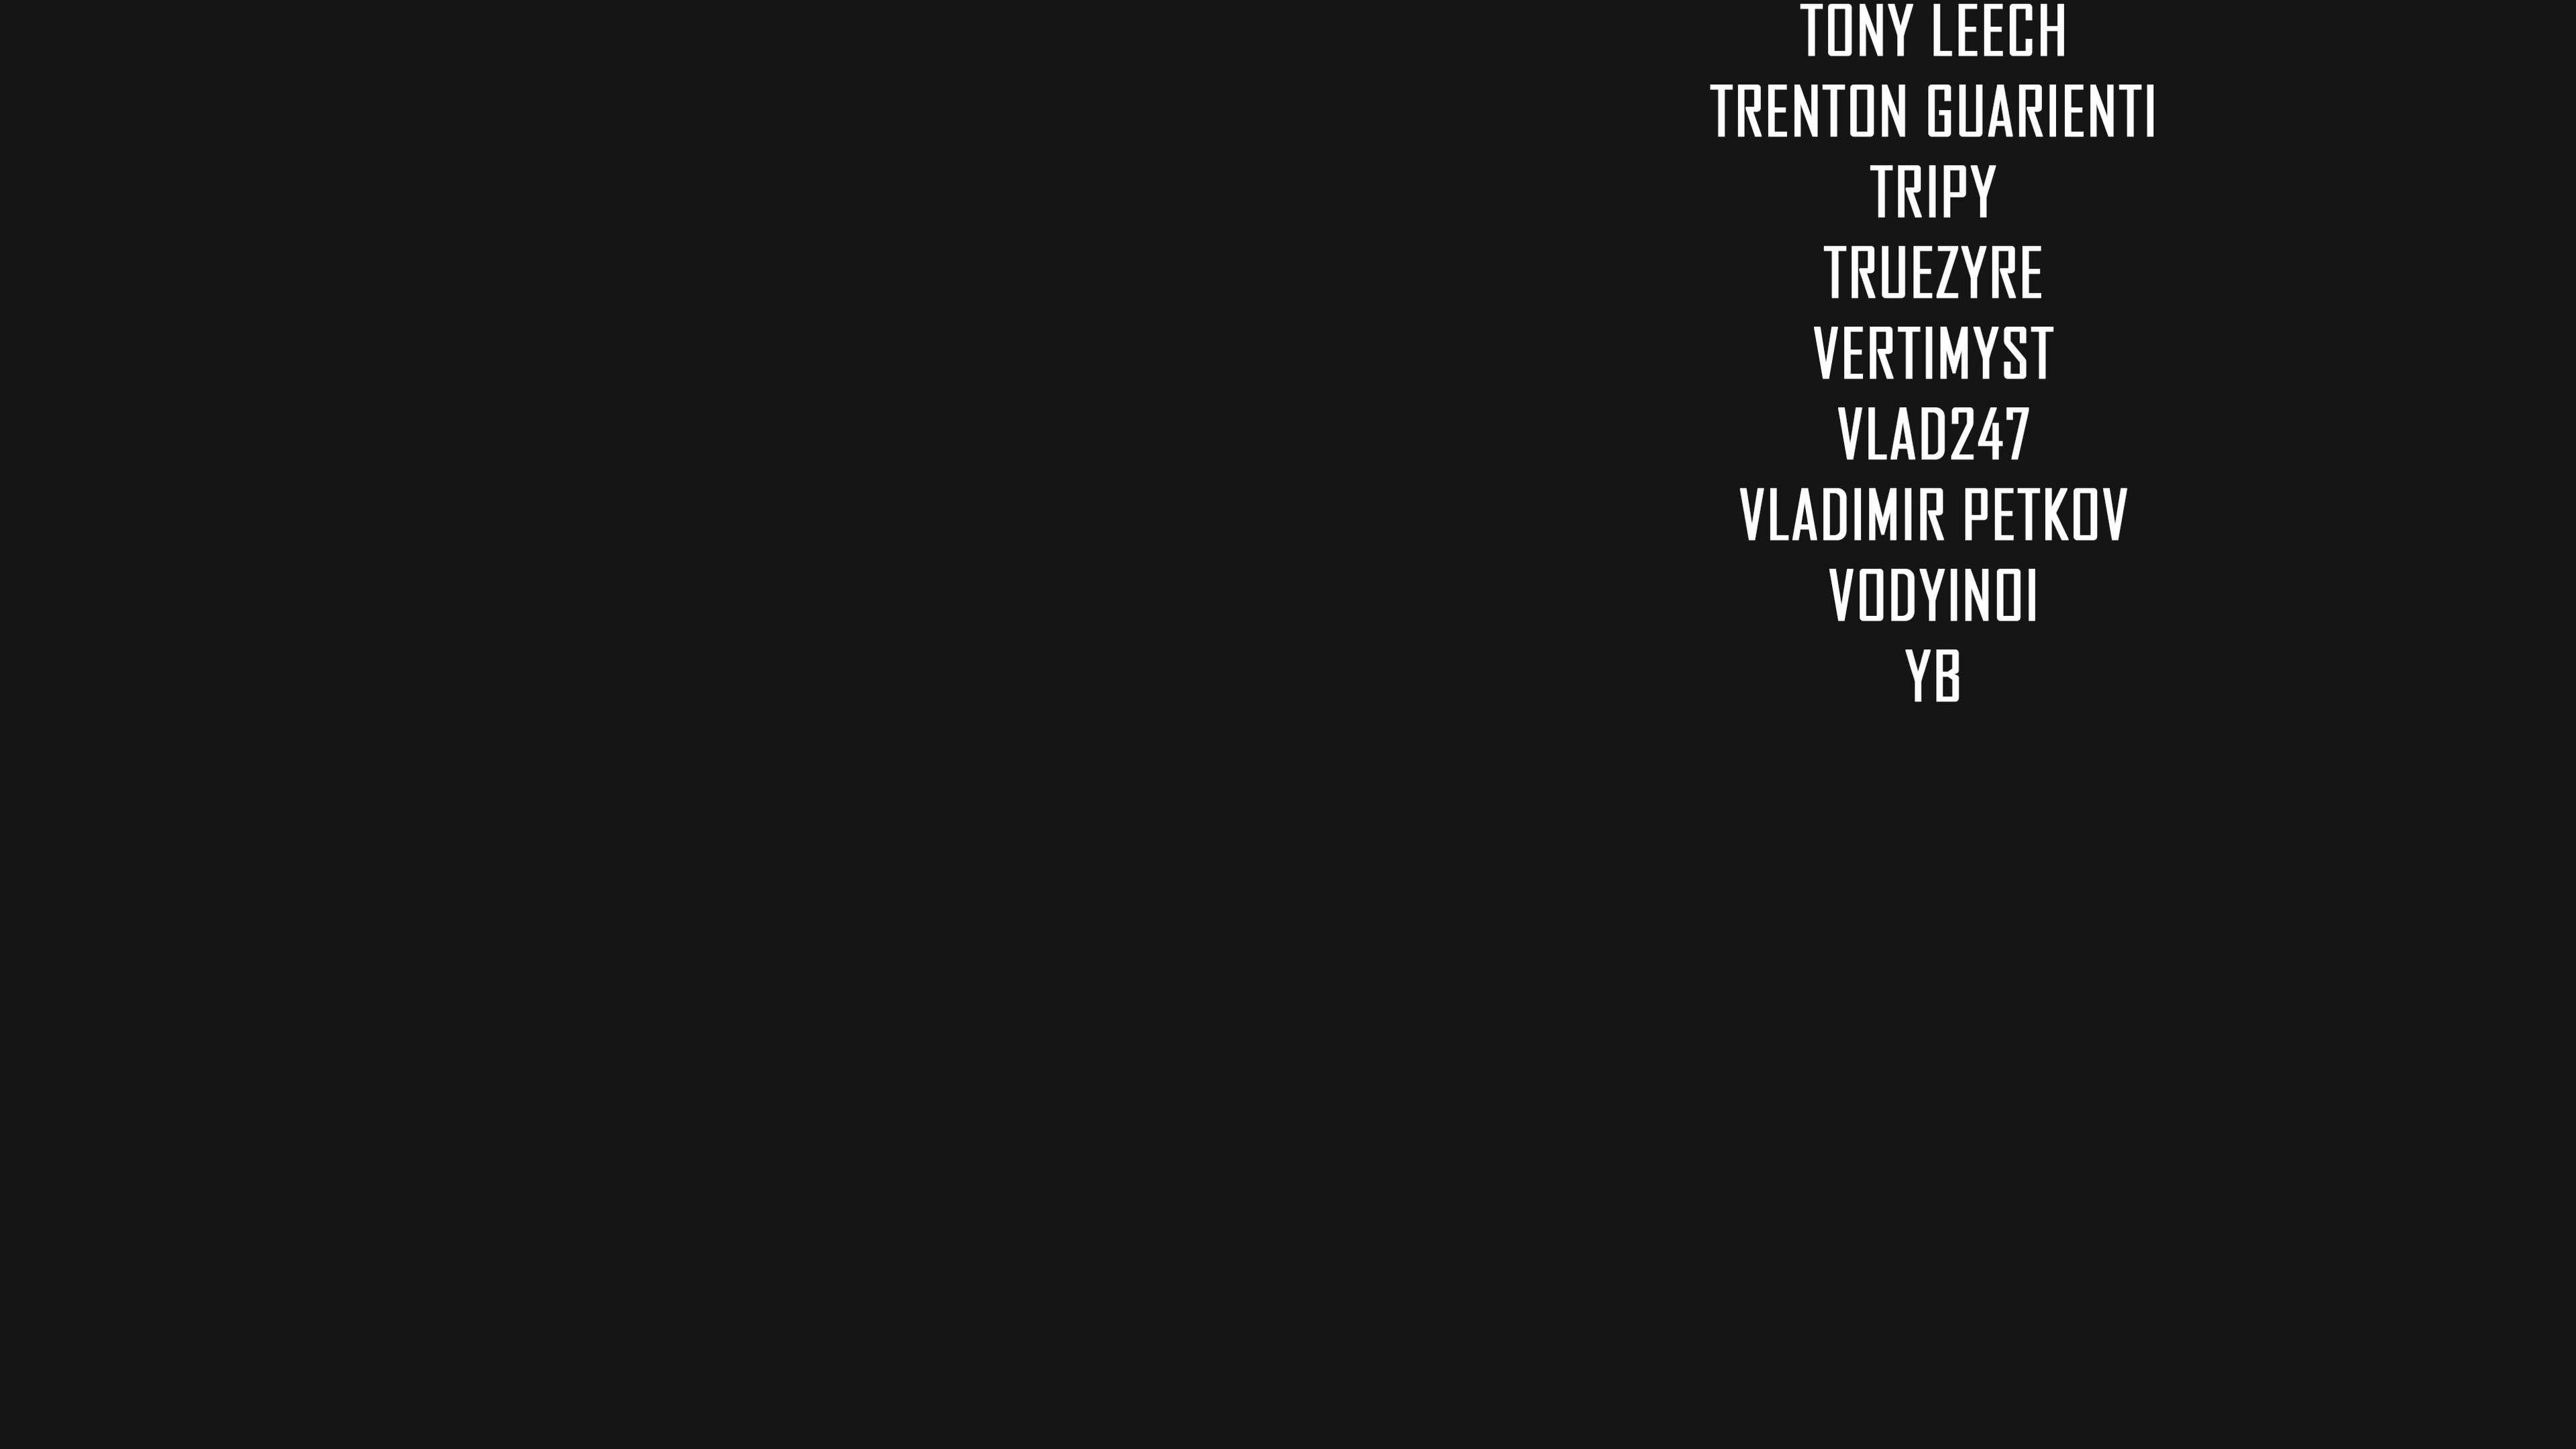 TONY LEECH
TRENTON GUARIENTI
TRIPY
TRUEZYRE
VERTIMYST
VLAD247
VLADIMIR PETKOV
VODYINOI
YB